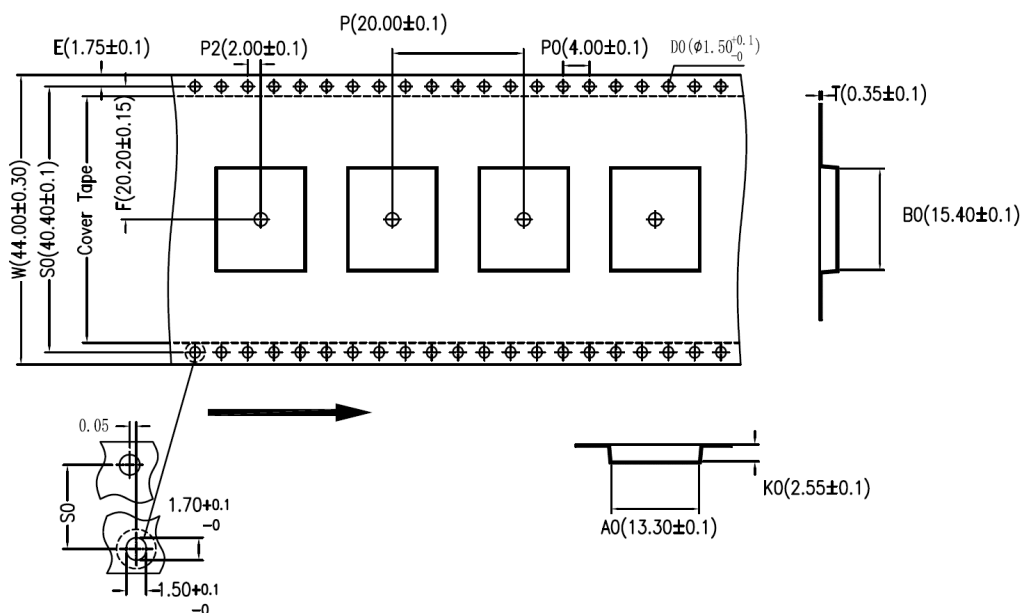 E(1.75±0.1)
P2(2.00±0.1)
P(20.00±0.1)
P0(4.00±0.1)
D0(φ1.50+0.1 -0)
T(0.35±0.1)
W(44.00±0.30)
S0(40.40±0.1)
Cover Tape
F(20.20±0.15)
B0(15.40±0.1)
0.05
S0
1.70+0.1
-0
1.50+0.1
-0
K0(2.55±0.1)
A0(13.30±0.1)